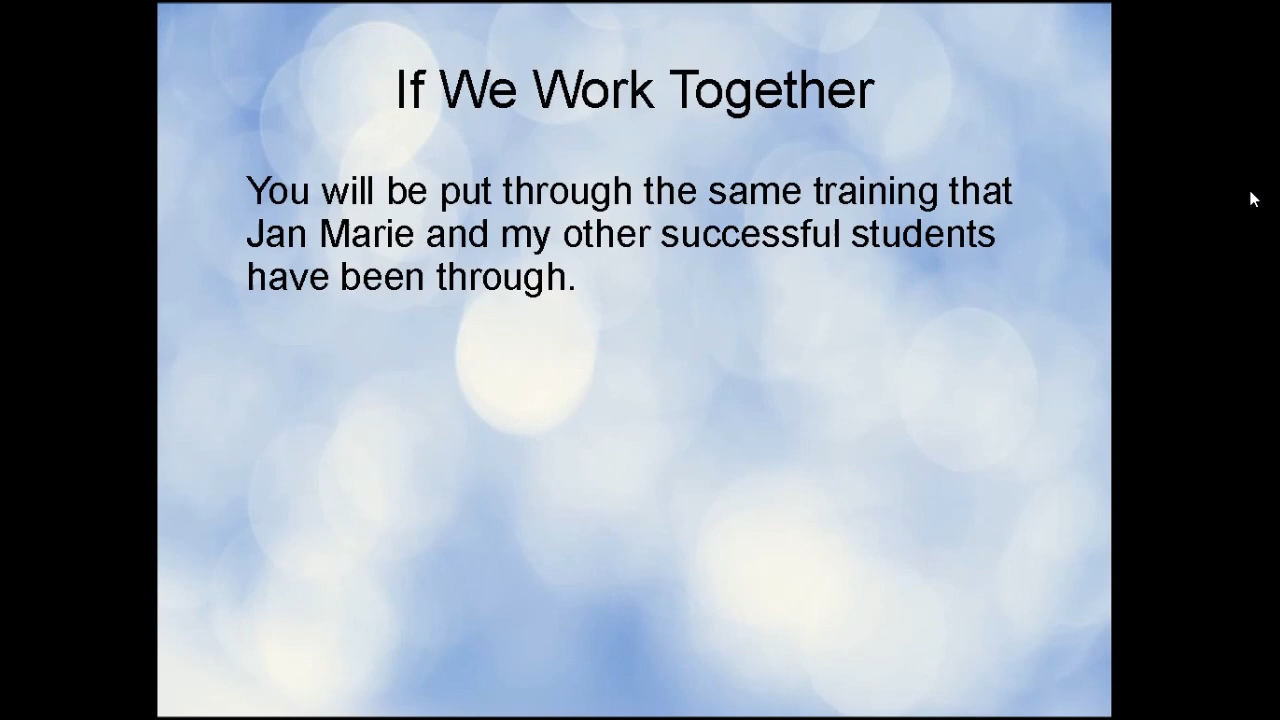 If We Work Together
You will be put through the same training that
Jan Marie and my other successful students
have been through.